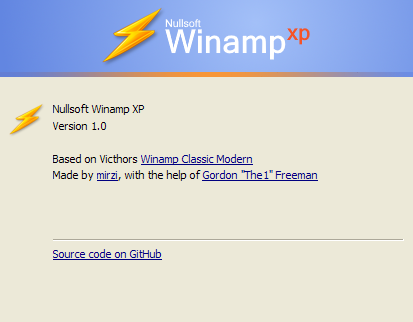 Nullsoft
Winamp xp
Nullsoft Winamp XP
Version 1.0
Based on Victhors Winamp Classic Modern
Made by mirzi, with the help of Gordon "The1" Freeman
Source code on GitHub